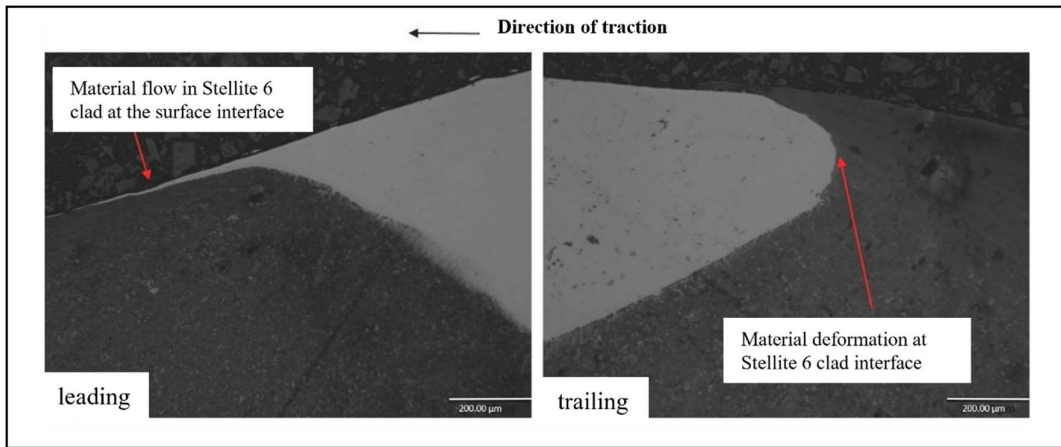 Direction of traction
Material flow in Stellite 6
clad at the surface interface
Material deformation at
Stellite 6 clad interface
leading
200.00 µm
trailing
200.00 µm